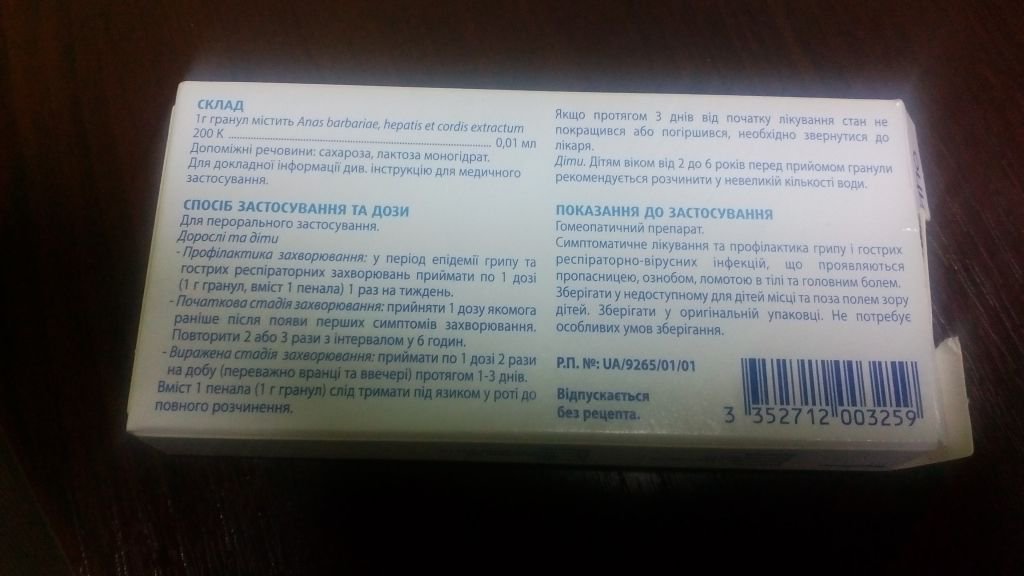 СКЛАД
1г гранул містить Anas barbariae, hepatis et cordis extractum
200 К ........................................................ 0,01 мл
Допоміжні речовини: сахароза, лактоза моногідрат.
Для докладної інформації див. інструкцію для медичного
застосування.
СПОСІБ ЗАСТОСУВАННЯ ТА ДОЗИ
Для перорального застосування.
Дорослі та діти
- Профілактика захворювання: у період епідемії грипу та
гострих респіраторних захворювань приймати по 1 дозі
(1 г гранул, вміст 1 пенала) 1 раз на тиждень.
- Початкова стадія захворювання: прийняти 1 дозу якомога
раніше після появи перших симптомів захворювання.
Повторити 2 або 3 рази з інтервалом у 6 годин.
- Виражена стадія захворювання: приймати по 1 дозі 2 рази
на добу (переважно вранці та ввечері) протягом 1-3 днів.
Вміст 1 пенала (1 г гранул) слід тримати під язиком у роті до
повного розчинення.
Якщо протягом 3 днів від початку лікування стан не
покращився або погіршився, необхідно звернутися до
лікаря.
Діти. Дітям віком від 2 до 6 років перед прийомом гранули
рекомендується розчинити у невеликій кількості води.
ПОКАЗАННЯ ДО ЗАСТОСУВАННЯ
Гомеопатичний препарат.
Симптоматичне лікування та профілактика грипу і гострих
респіраторно-вірусних інфекцій, що проявляються
пропасницею, ознобом, ломотою в тілі та головним болем.
Зберігати у недоступному для дітей місці та поза полем зору
дітей. Зберігати у оригінальній упаковці. Не потребує
особливих умов зберігання.
Р.П. №: UA/9265/01/01
Відпускається
без рецепта.
3 352712 003259